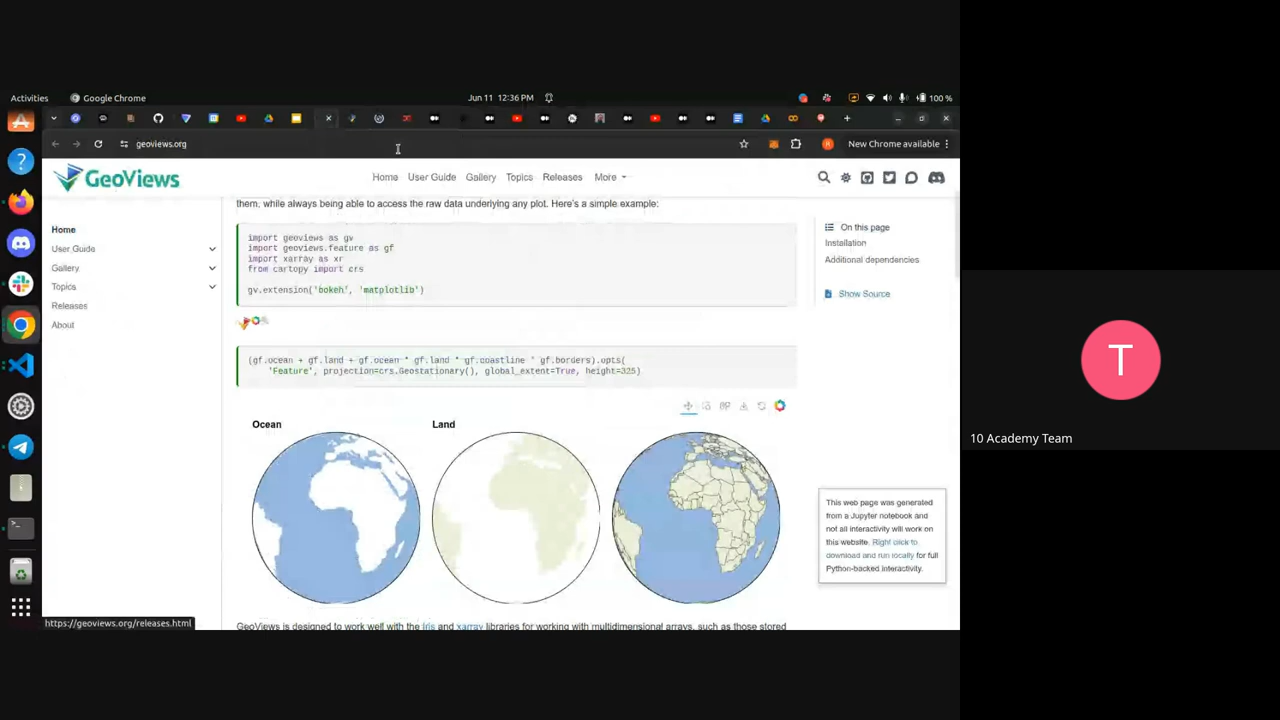 Activities
Google Chrome
Jun 11 12:36 PM
100 %
geoviews.org
New Chrome available
GeoViews
Home
User Guide
Gallery
Topics
Releases
More
Home
User Guide
Gallery
Topics
Releases
About
them, while always being able to access the raw data underlying any plot. Here's a simple example:
import geoviews as gv
import geoviews.feature as gf
import xarray as xr
from cartopy import crs
gv.extension('bokeh', 'matplotlib')
(gf.ocean + gf.land + gf.ocean * gf.land * gf.coastline * gf.borders).opts(
'Feature', projection=crs.Geostationary(), global_extent=True, height=325)
Ocean
Land
GeoViews is designed to work well with the Iris and xarray libraries for working with multidimensional arrays, such as those stored
On this page
Installation
Additional dependencies
Show Source
This web page was generated
from a Jupyter notebook and
not all interactivity will work on
this website. Right click to
download and run locally for full
Python-backed interactivity.
https://geoviews.org/releases.html
T
10 Academy Team